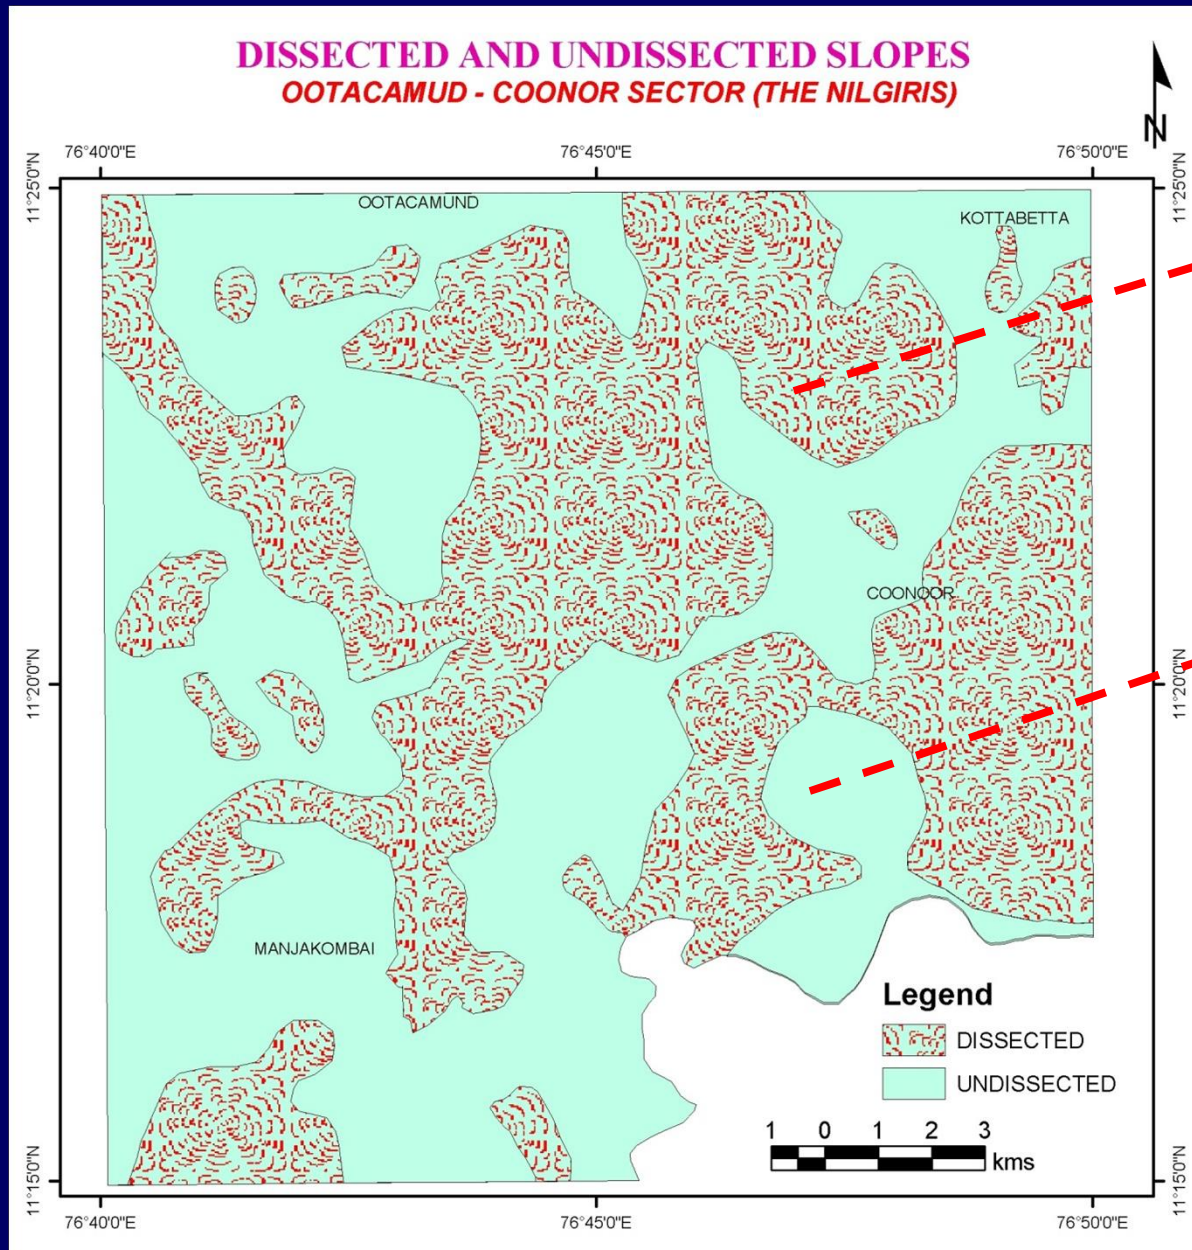 DISSECTED AND UNDISSECTED SLOPES
OOTACAMUD - COONOR SECTOR (THE NILGIRIS)
N
76°40'0"E 76°45'0"E 76°50'0"E
11°25'0"N 11°25'0"N
OOTACAMUND
KOTTABETTA
COONOOR
11°20'0"N 11°20'0"N
MANJAKOMBAI
Legend
DISSECTED
UNDISSECTED
1 0 1 2 3
kms
11°15'0"N 11°15'0"N
76°40'0"E 76°45'0"E 76°50'0"E